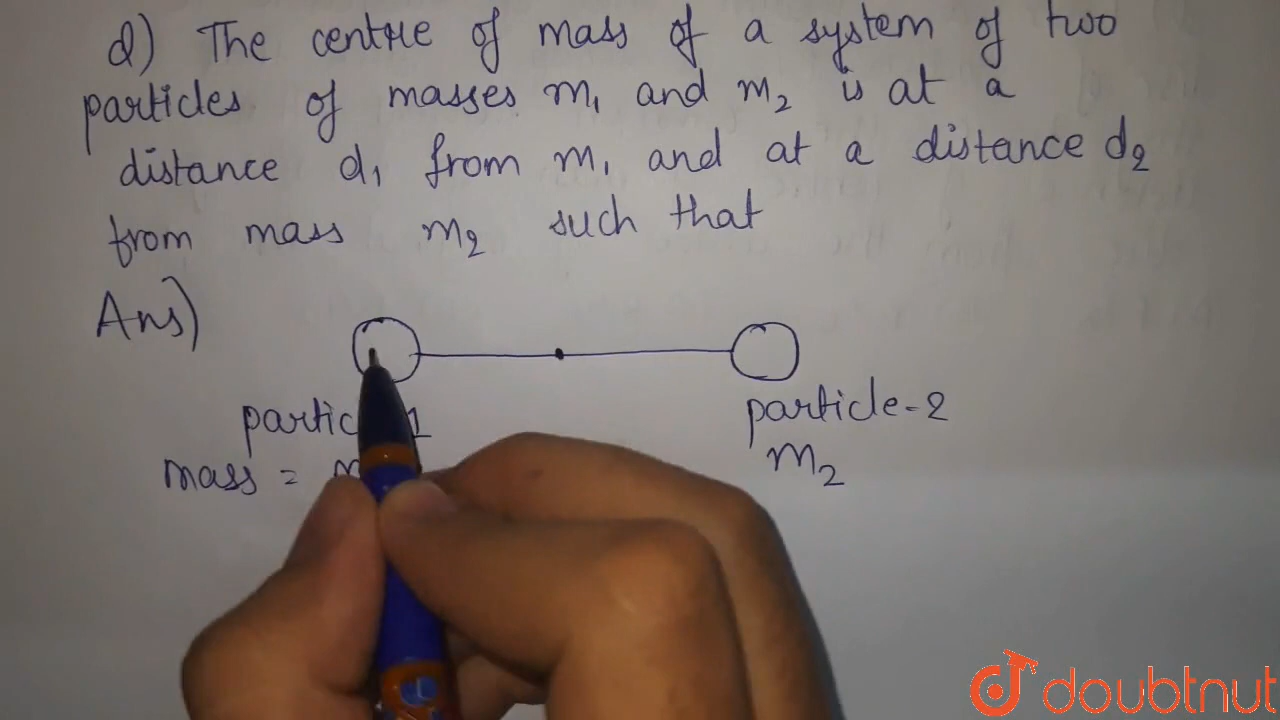 Q) The centre of mass of a system of two
particles of masses m₁ and m₂ is at a
distance d₁ from m₁ and at a distance d₂
from mass m₂ such that
Ans)
particle-2
1
mass =
m₂
doubtnut